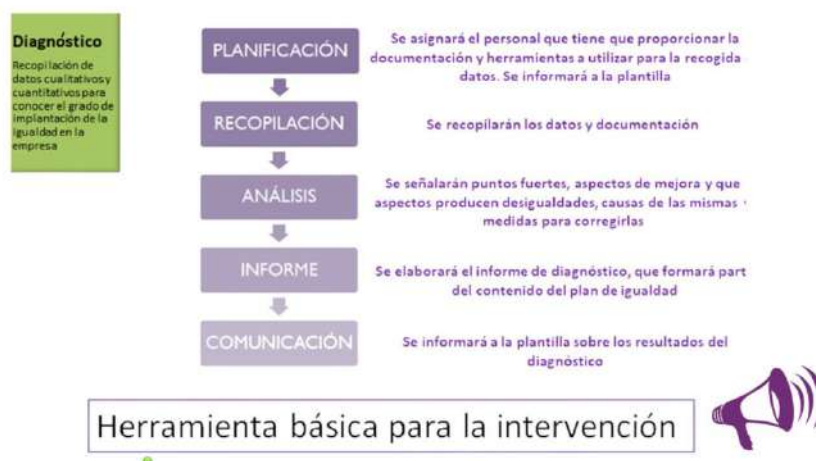 Diagnóstico
Recopilación de
datos cualitativos y
cuantitativos para
conocer el grado de
implantación de la
igualdad en la
empresa
PLANIFICACIÓN
Se asignará el personal que tiene que proporcionar la
documentación y herramientas a utilizar para la recogida
datos. Se informará a la plantilla
RECOPILACIÓN
Se recopilarán los datos y documentación
ANÁLISIS
Se señalarán puntos fuertes, aspectos de mejora y que
aspectos producen desigualdades, causas de las mismas
medidas para corregirlas
INFORME
Se elaborará el informe de diagnóstico, que formará part
del contenido del plan de igualdad
COMUNICACIÓN
Se informará a la plantilla sobre los resultados del
diagnóstico
Herramienta básica para la intervención